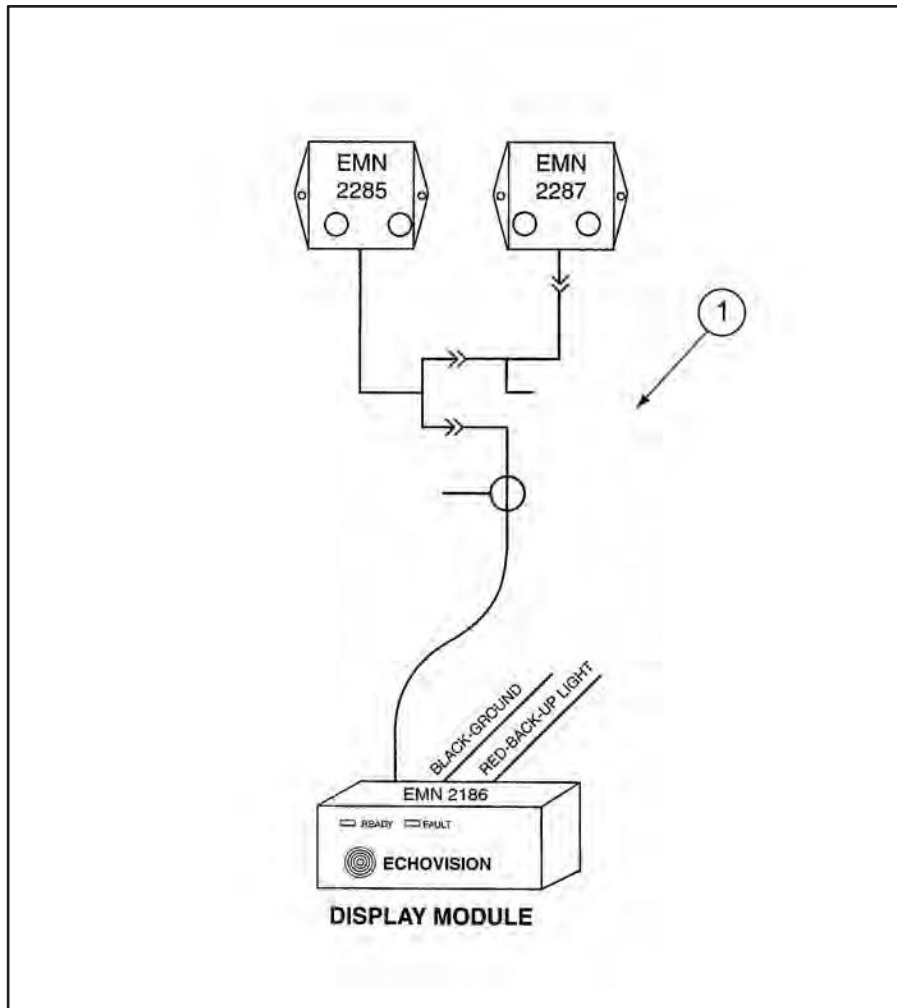 EMN
2285
EMN
2287
1
BLACK-GROUND
RED-BACK-UP LIGHT
EMN 2186
READY
FAULT
ECHOVISION
DISPLAY MODULE